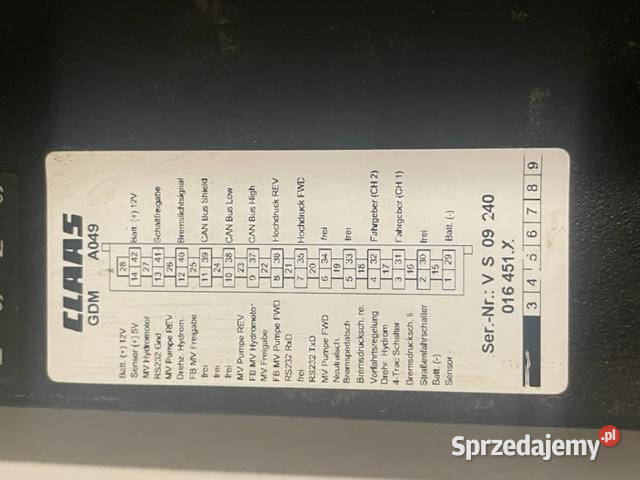 CLAAS
GDM A049
Batt. (+) 12V 28
Sensor (+) 5V 14 42 Batt. (+) 12V
MV Hydromotor 27
RS232 Gnd 13 41 Schaltfreigabe
MV Pumpe REV 26
Drehz. Hydrom. 12 40 Bremslichtsignal
FB MV Freigabe 25
frei 11 39 CAN Bus Shield
frei 24
frei 10 38 CAN Bus Low
MV Pumpe REV 23
FB MV Hydromoto- 9 37 CAN Bus High
MV Freigabe 22
FB MV Pumpe FWD 8 36 Hochdruck REV
RS232 RxD 21
frei 7 35 Hochdruck FWD
RS232 TxD 20
MV Pumpe FWD 6 34 frei
Neutralsch. 19
Bremspedalsch. 5 33 frei
Bremsdrucksch. re. 18
Vorfahrtsregelung 4 32 Fahrgeber (CH 2)
Drehr. Hydrom 17
4-Trac Schalter 3 31 Fahrgeber (CH 1)
Bremsdrucksch. li. 16
Straßenfahrschalter 2 30 frei
Batt. (-) 15
Sensor - 1 29 Batt. (-)
Ser.-Nr.: V S 09 240
016 451.X
3 4 5 6 7 8 9
Sprzedajemy.pl